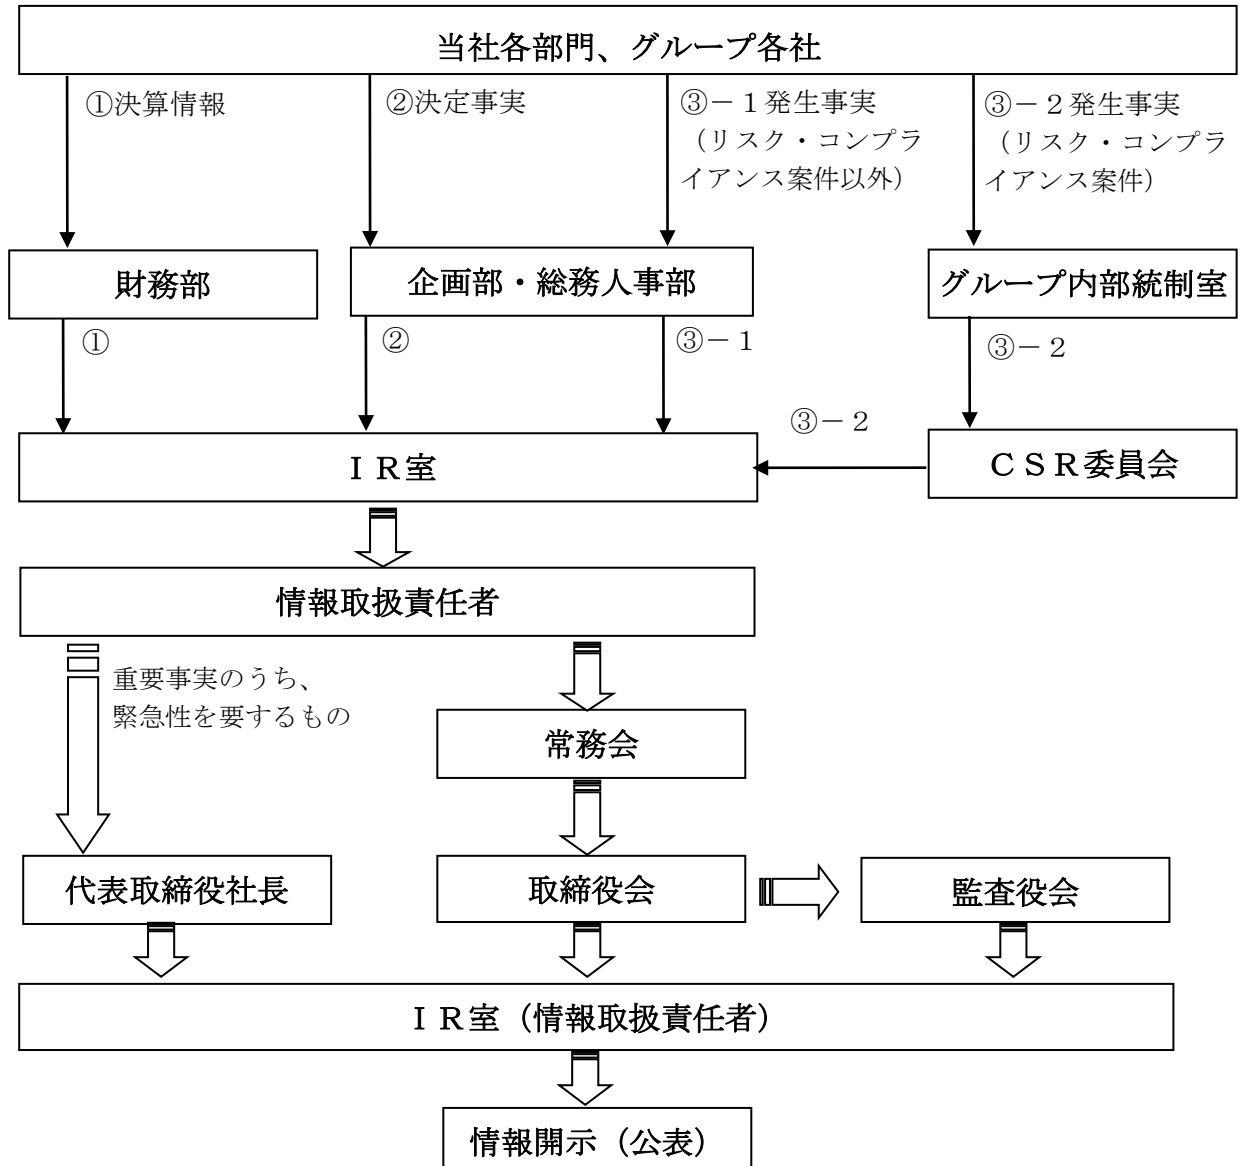 当社各部門、グループ各社
①決算情報
②決定事実
③－１発生事実
（リスク・コンプラ
イアンス案件以外）
③－２発生事実
（リスク・コンプラ
イアンス案件）
財務部
企画部・総務人事部
グループ内部統制室
①
②
③－１
③－２
③－２
ＩＲ室
ＣＳＲ委員会
情報取扱責任者
重要事実のうち、
緊急性を要するもの
常務会
代表取締役社長
取締役会
監査役会
ＩＲ室（情報取扱責任者）
情報開示（公表）